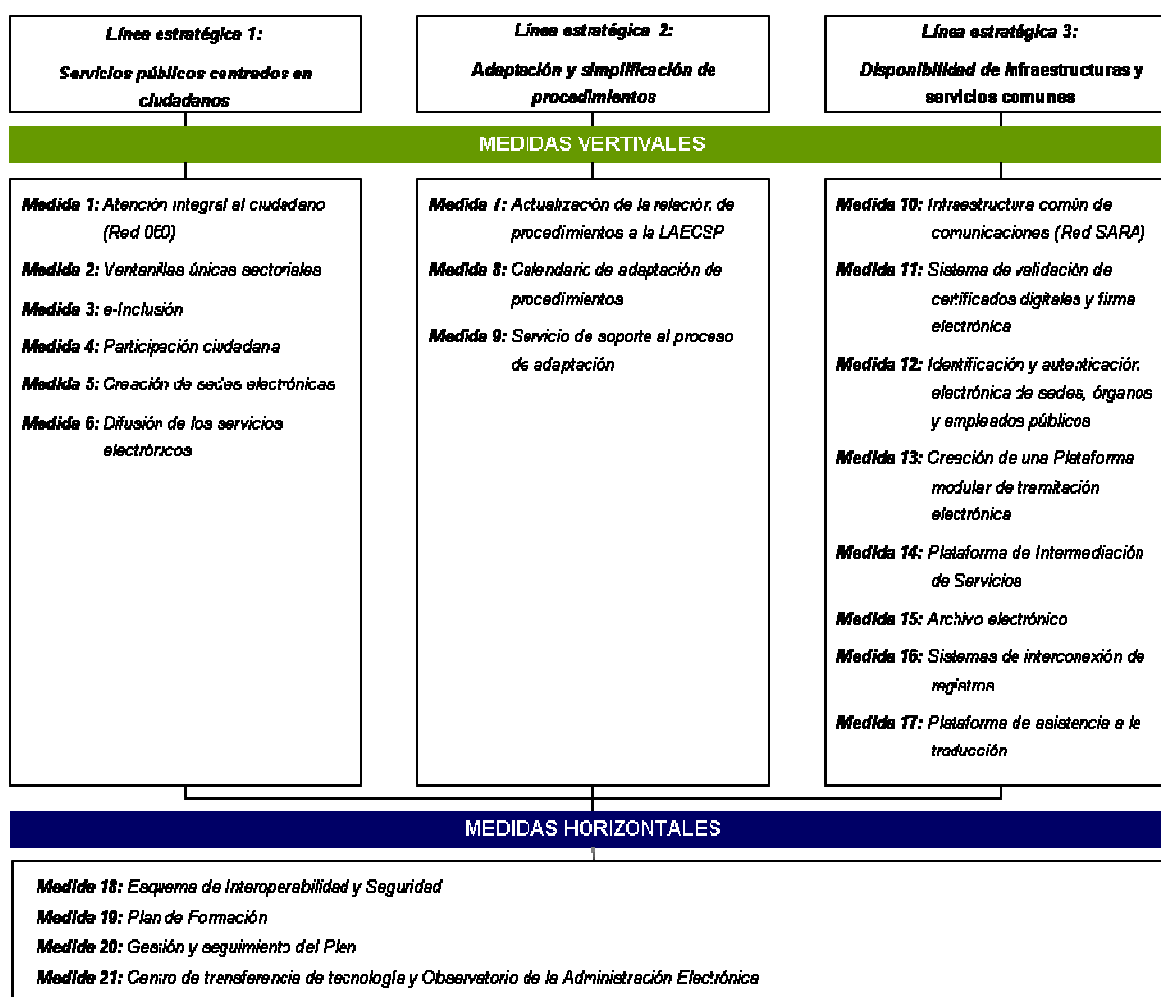 Línea estratégica 1:
Servicios públicos centrados en
ciudadanos
Línea estratégica 2:
Adaptación y simplificación de
procedimientos
Línea estratégica 3:
Disponibilidad de infraestructuras y
servicios comunes
MEDIDAS VERTIVALES
Medida 1: Atención integral al ciudadano
(Red 060)
Medida 2: Ventanillas únicas sectoriales
Medida 3: e-Inclusión
Medida 4: Participación ciudadana
Medida 5: Creación de sedes electrónicas
Medida 6: Difusión de los servicios
electrónicos
Medida 7: Actualización de la relación de
procedimientos a la LAECSP
Medida 8: Calendario de adaptación de
procedimientos
Medida 9: Servicio de soporte al proceso
de adaptación
Medida 10: Infraestructura común de
comunicaciones (Red SARA)
Medida 11: Sistema de validación de
certificados digitales y firma
electrónica
Medida 12: Identificación y autenticación
electrónica de sedes, órganos
y empleados públicos
Medida 13: Creación de una Plataforma
modular de tramitación
electrónica
Medida 14: Plataforma de Intermediación
de Servicios
Medida 15: Archivo electrónico
Medida 16: Sistemas de interconexión de
registros
Medida 17: Plataforma de asistencia a la
traducción
MEDIDAS HORIZONTALES
Medida 18: Esquema de Interoperabilidad y Seguridad
Medida 19: Plan de Formación
Medida 20: Gestión y seguimiento del Plan
Medida 21: Centro de transferencia de tecnología y Observatorio de la Administración Electrónica